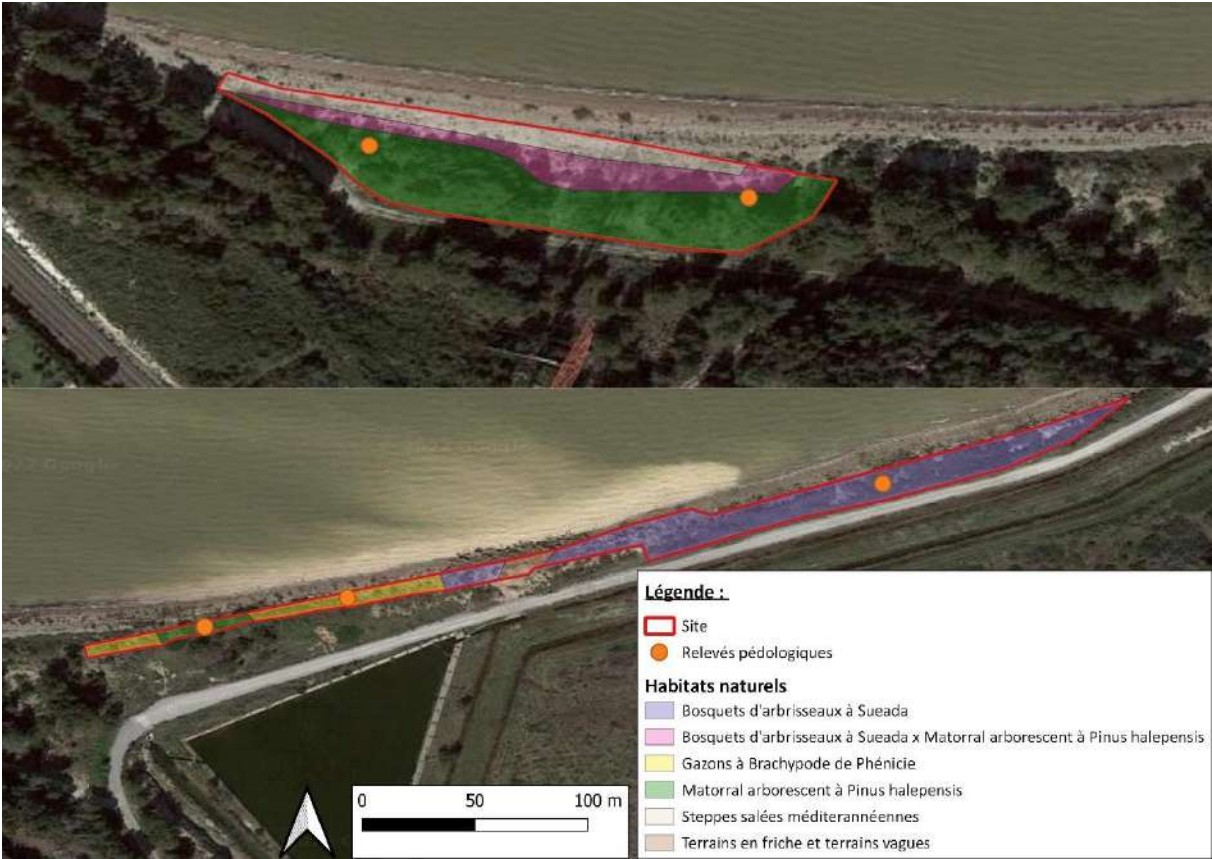 Légende :
Site
Relevés pédologiques
Habitats naturels
Bosquets d'arbrisseaux à Sueada
Bosquets d'arbrisseaux à Sueada x Matorral arborescent à Pinus halepensis
Gazons à Brachypode de Phénicie
Matorral arborescent à Pinus halepensis
Steppes salées méditerannéennes
Terrains en friche et terrains vagues
0 50 100 m